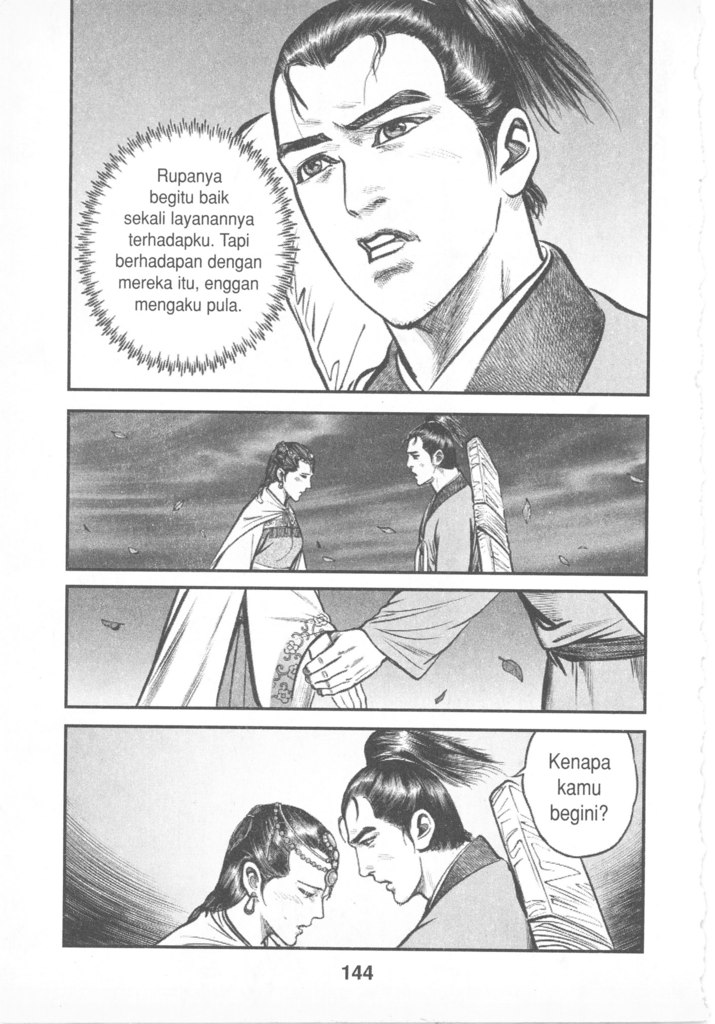 Rupanya
begitu baik
sekali layanannya
terhadapku. Tapi
berhadapan dengan
mereka itu, enggan
mengaku pula.
Kenapa
kamu
begini?
144